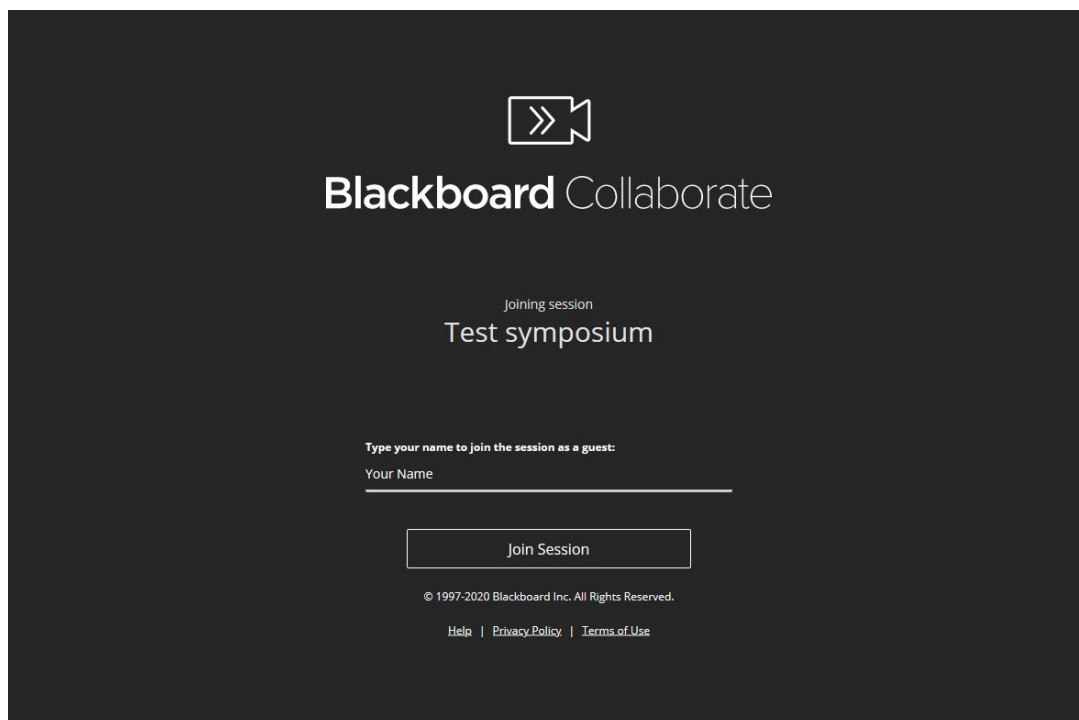 Blackboard Collaborate
Joining session
Test symposium
Type your name to join the session as a guest:
Your Name
Join Session
© 1997-2020 Blackboard Inc. All Rights Reserved.
Help | Privacy Policy | Terms of Use